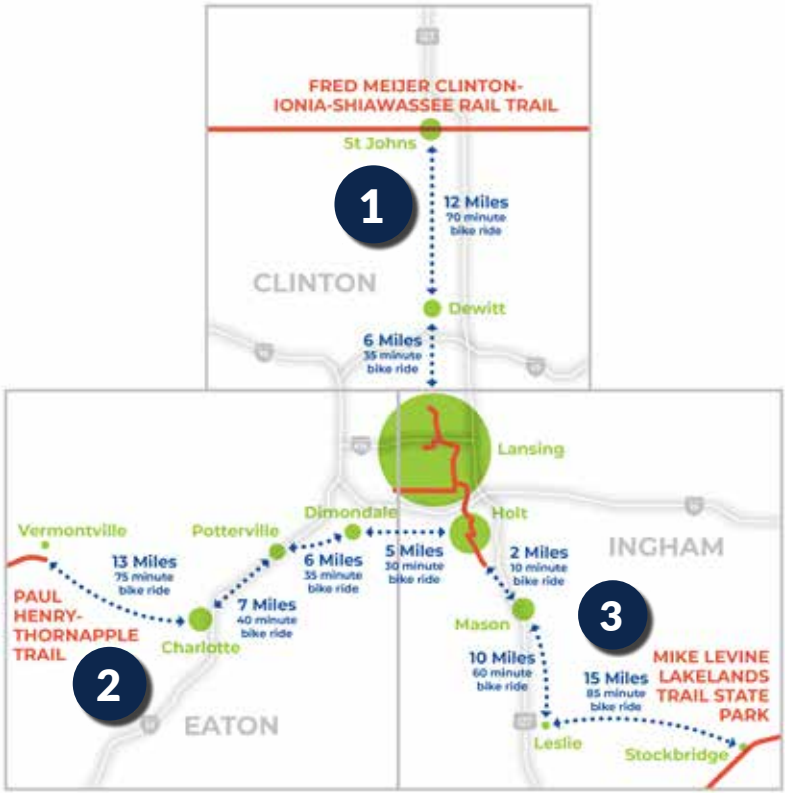 FRED MEIJER CLINTON-
IONIA-SHIAWASSEE RAIL TRAIL
St Johns
1
12 Miles
70 minute
bike ride
CLINTON
Dewitt
6 Miles
35 minute
bike ride
Lansing
Dimondale
Holt
Vermontville
Potterville
13 Miles
75 minute
bike ride
6 Miles
35 minute
bike ride
5 Miles
30 minute
bike ride
2 Miles
10 minute
bike ride
INGHAM
PAUL
HENRY-
THORNAPPLE
TRAIL
7 Miles
40 minute
bike ride
Charlotte
Mason
3
2
10 Miles
60 minute
bike ride
15 Miles
85 minute
bike ride
MIKE LEVINE
LAKELANDS
TRAIL STATE
PARK
EATON
Leslie
Stockbridge